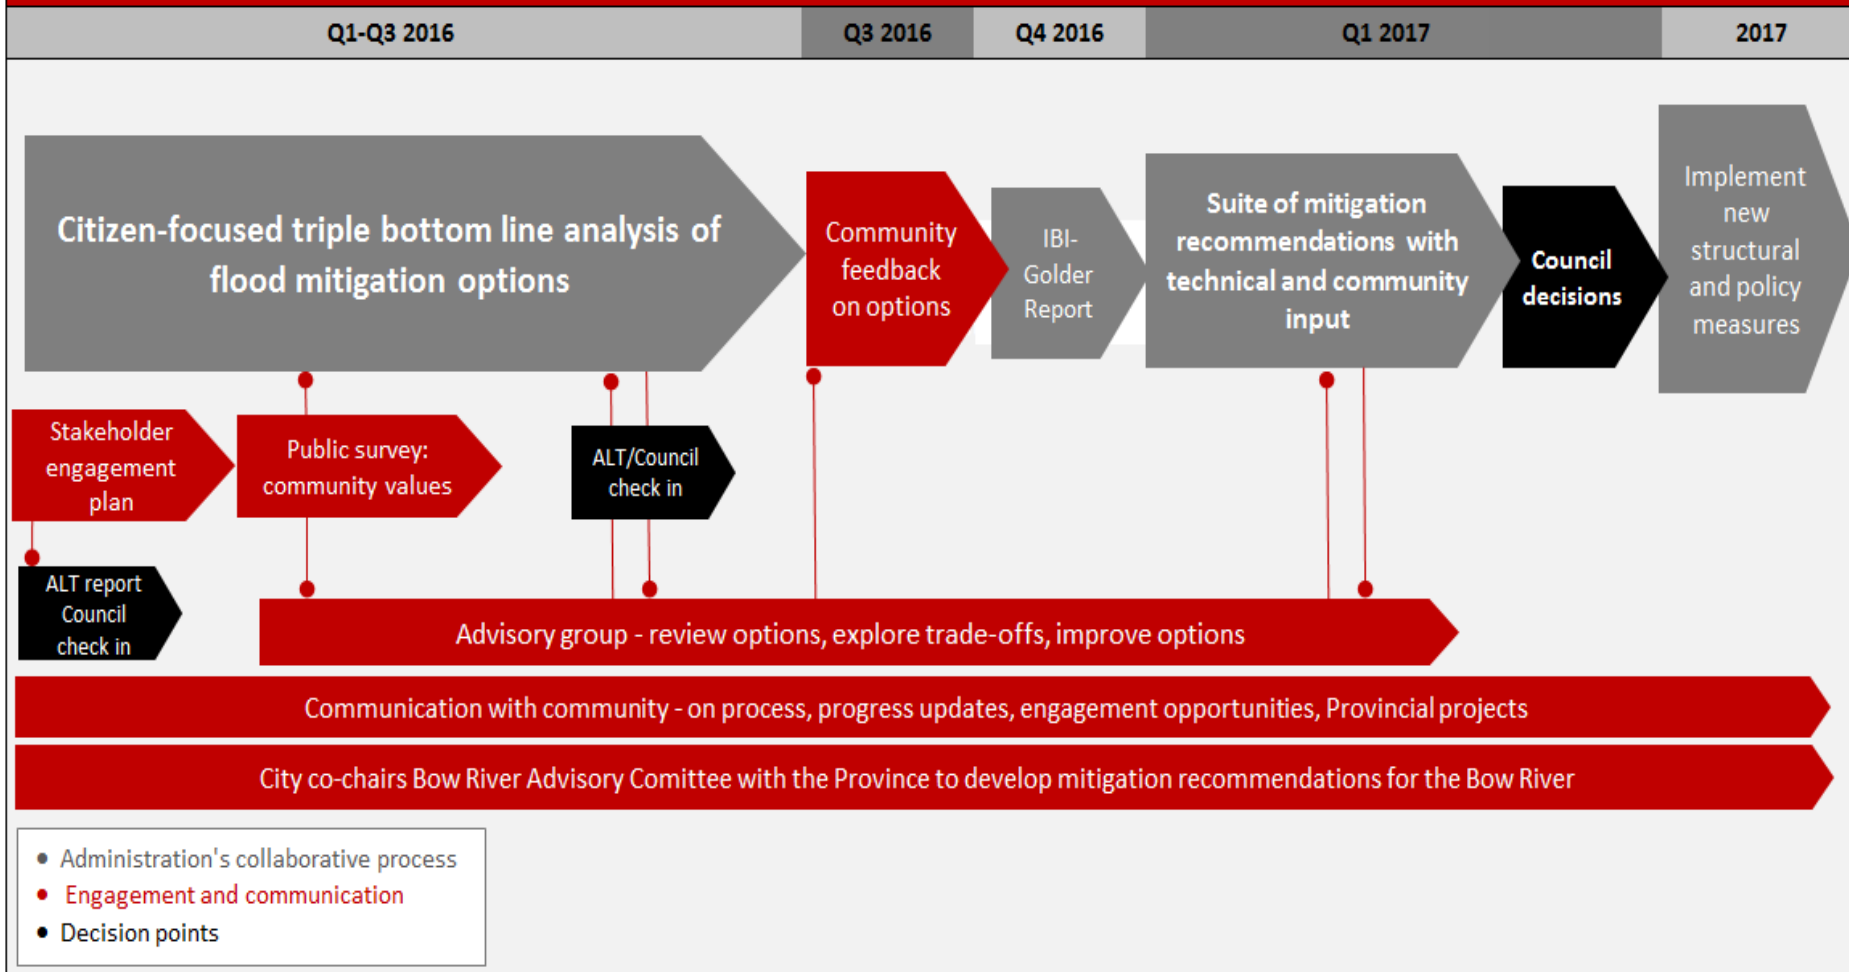 Q1-Q3 2016
Q3 2016
Q4 2016
Q1 2017
2017
Citizen-focused triple bottom line analysis of
flood mitigation options
Community
feedback
on options
IBI-
Golder
Report
Suite of mitigation
recommendations with
technical and community
input
Council
decisions
Implement
new
structural
and policy
measures
Stakeholder
engagement
plan
Public survey:
community values
ALT/Council
check in
ALT report
Council
check in
Advisory group - review options, explore trade-offs, improve options
Communication with community - on process, progress updates, engagement opportunities, Provincial projects
City co-chairs Bow River Advisory Comittee with the Province to develop mitigation recommendations for the Bow River
• Administration's collaborative process
• Engagement and communication
• Decision points